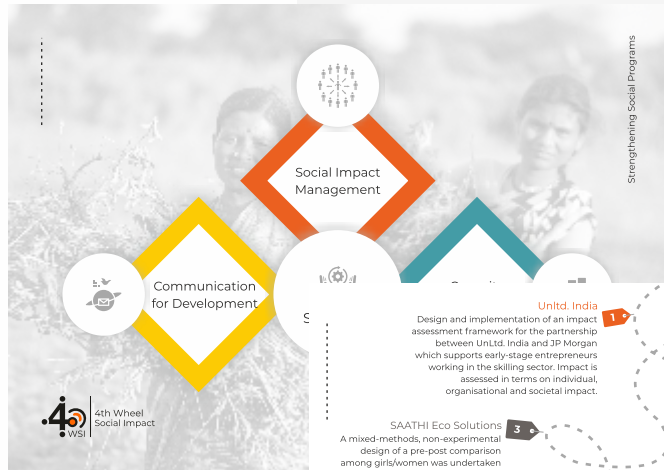 Strengthening Social Programs
Social Impact
Management
Communication
for Development
Unltd. India
1
Design and implementation of an impact
assessment framework for the partnership
between UnLtd. India and JP Morgan
which supports early-stage entrepreneurs
working in the skilling sector. Impact is
assessed in terms on individual,
organisational and societal impact.
4th Wheel
Social Impact
WSI
SAATHI Eco Solutions
3
A mixed-methods, non-experimental
design of a pre-post comparison
among girls/women was undertaken